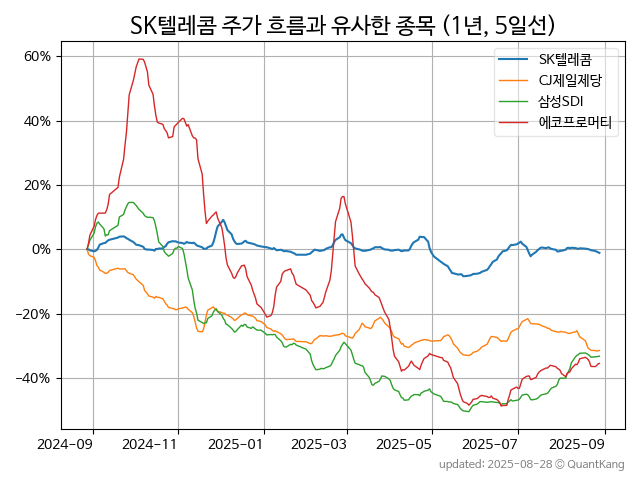 SK텔레콤 주가 흐름과 유사한 종목 (1년, 5일선)
SK텔레콤
CJ제일제당
삼성SDI
에코프로머티
60%
40%
20%
0%
−20%
−40%
2024-09 2024-11 2025-01 2025-03 2025-05 2025-07 2025-09
updated: 2025-08-28 © QuantKang